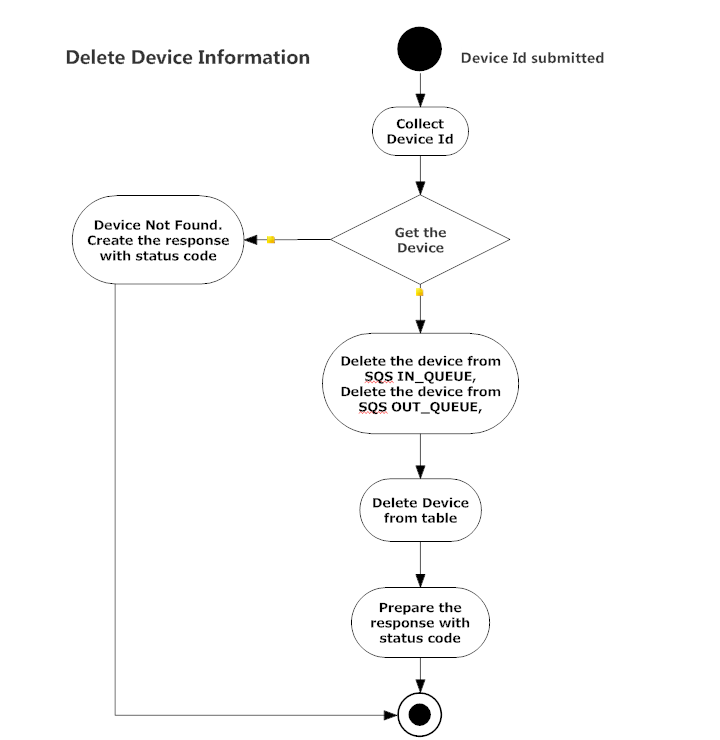 Delete Device Information
Device Id submitted
Collect
Device Id
Get the
Device
Device Not Found.
Create the response
with status code
Delete the device from
SQS IN_QUEUE,
Delete the device from
SQS OUT_QUEUE,
Delete Device
from table
Prepare the
response with
status code